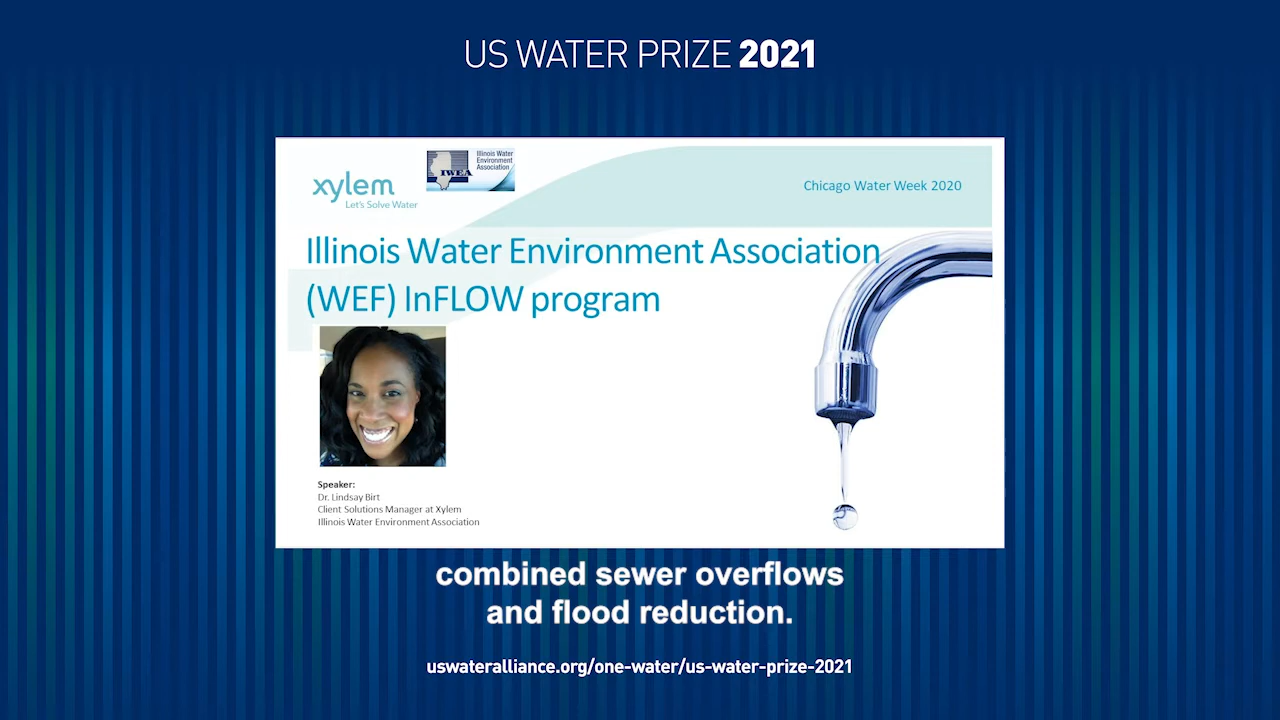 US WATER PRIZE 2021
xylem
Let's Solve Water
IWEA
Illinois Water
Environment
Association
Chicago Water Week 2020
Illinois Water Environment Association
(WEF) InFLOW program
Speaker:
Dr. Lindsay Birt
Client Solutions Manager at Xylem
Illinois Water Environment Association
combined sewer overflows
and flood reduction.
uswateralliance.org/one-water/us-water-prize-2021